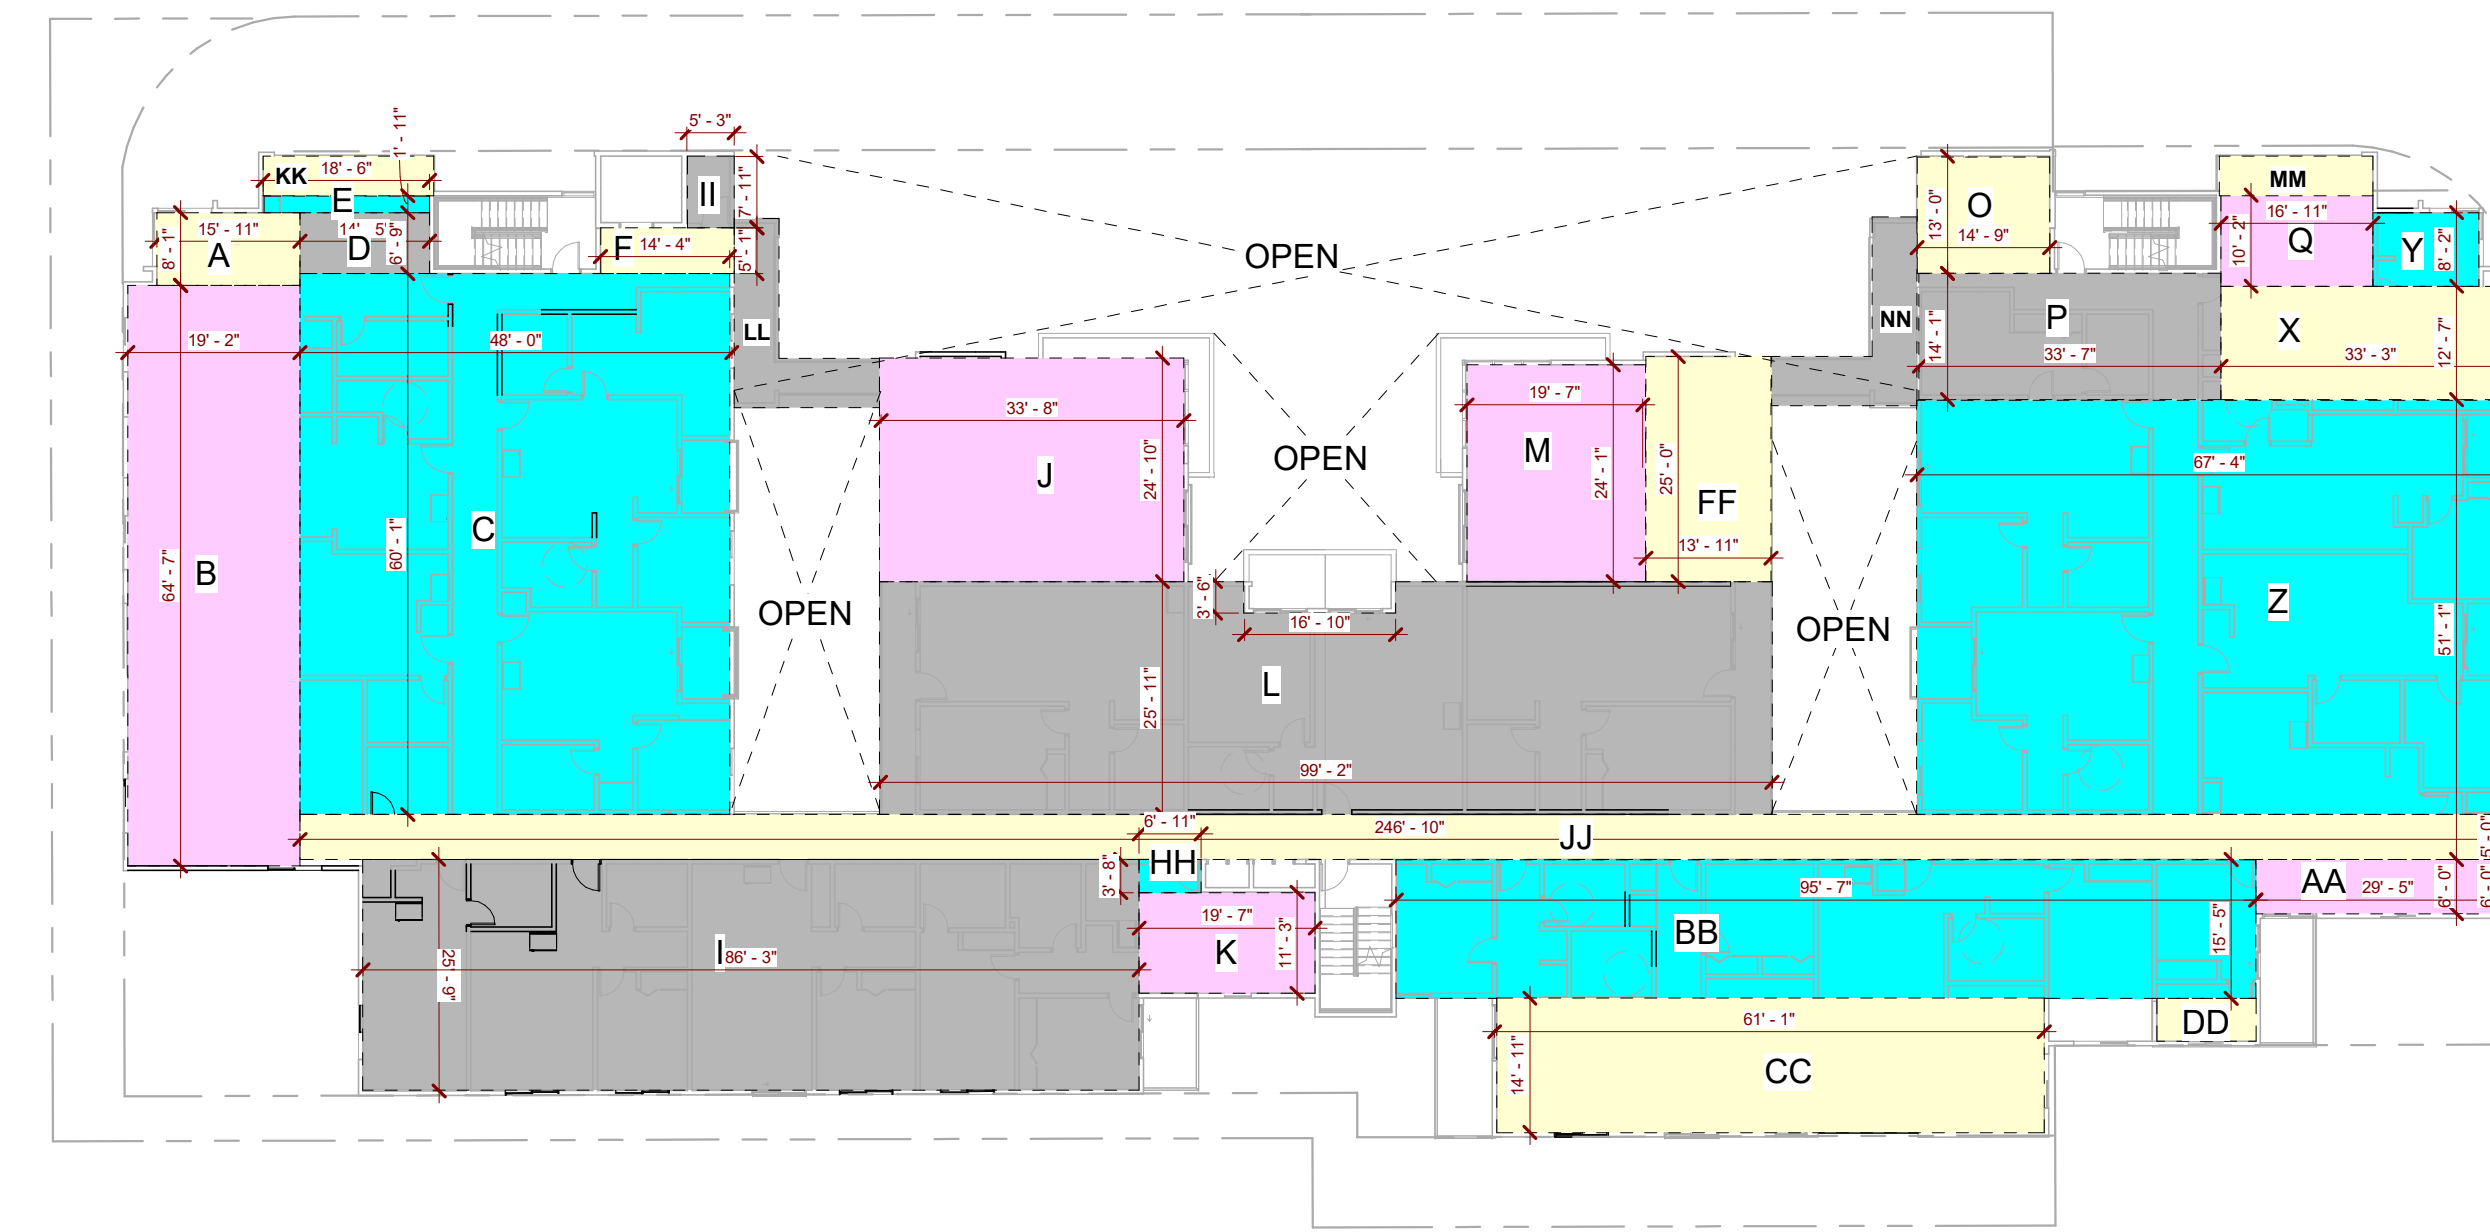 5' - 3"
1' - 11"
KK
18' - 6"
E
II
7' - 11"
15' - 11"
A
8' - 1"
D
6' - 9"
F
14' - 4"
5' - 1"
OPEN
13' - 0"
O
14' - 9"
MM
16' - 11"
10' - 2"
Q
Y
8' - 2"
19' - 2"
48' - 0"
LL
NN
14' - 1"
P
33' - 7"
X
33' - 3"
12' - 7"
33' - 8"
J
24' - 10"
OPEN
19' - 7"
M
24' - 1"
25' - 0"
FF
13' - 11"
67' - 4"
B
64' - 7"
C
60' - 1"
OPEN
3' - 6"
16' - 10"
OPEN
Z
51' - 1"
L
25' - 11"
99' - 2"
6' - 11"
246' - 10"
JJ
5' - 0"
HH
3' - 8"
95' - 7"
AA
29' - 5"
6' - 0"
6' - 0"
I
86' - 3"
25' - 9"
19' - 7"
K
11' - 3"
BB
15' - 5"
61' - 1"
DD
14' - 11"
CC